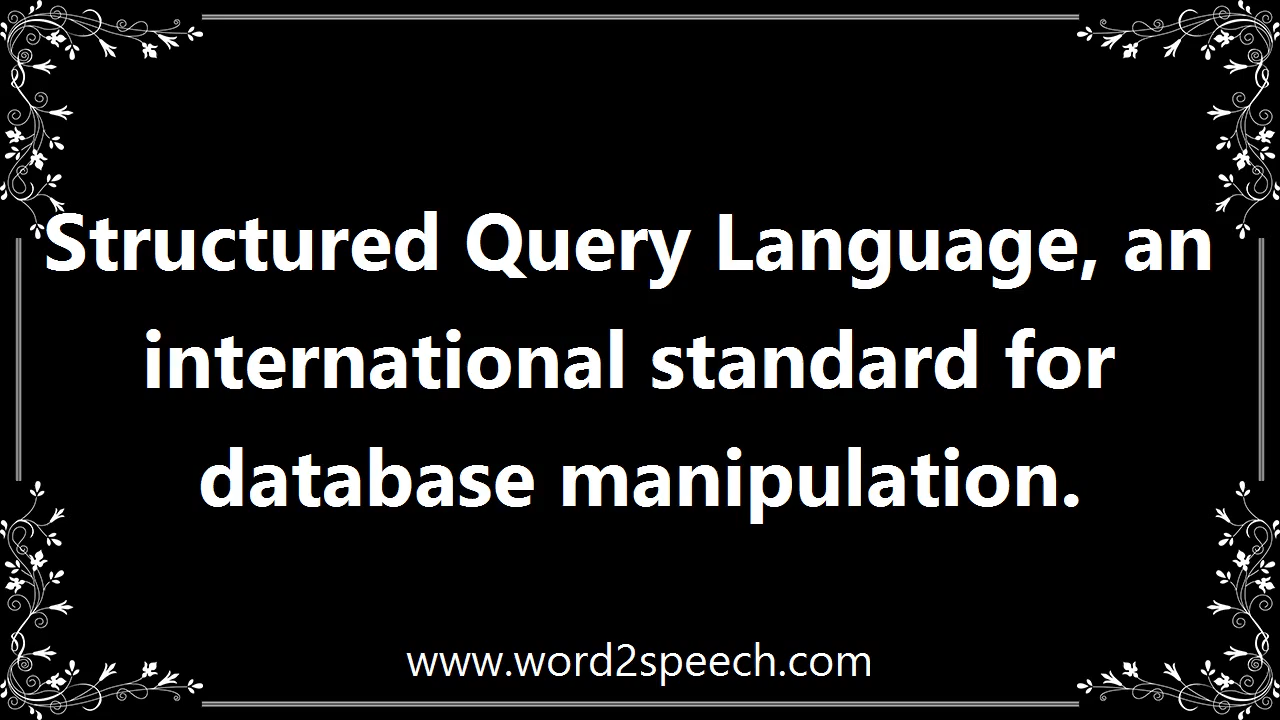 Structured Query Language, an
international standard for
database manipulation.
www.word2speech.com